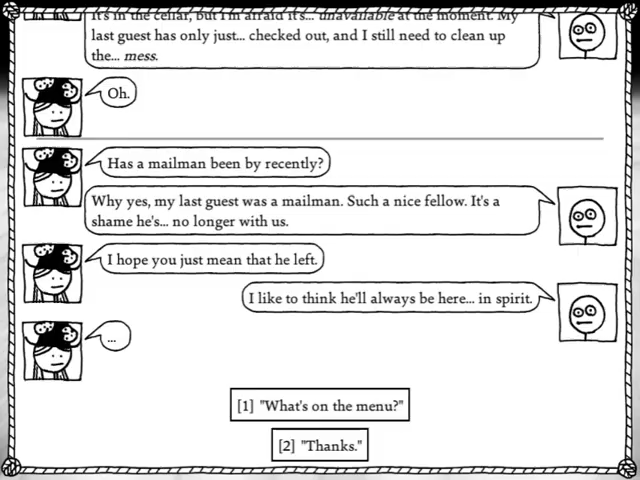 It's in the cellar, but I'm afraid it's... unavailable at the moment. My
last guest has only just... checked out, and I still need to clean up
the... mess.
Oh.
Has a mailman been by recently?
Why yes, my last guest was a mailman. Such a nice fellow. It's a
shame he's... no longer with us.
I hope you just mean that he left.
I like to think he'll always be here... in spirit.
...
[1] "What's on the menu?"
[2] "Thanks."